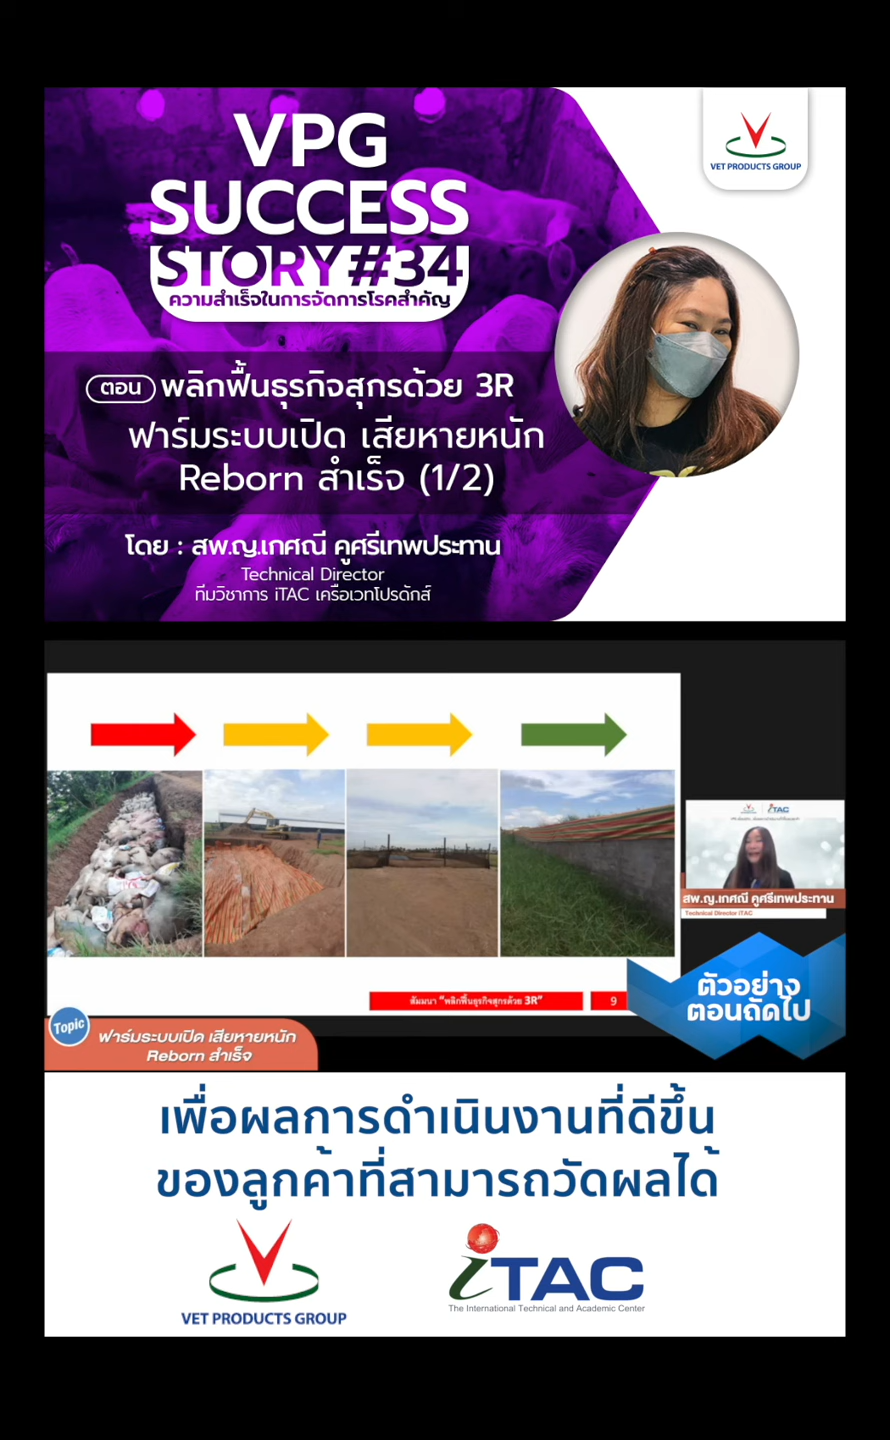 VPG
SUCCESS
STORY#34
ความสำเร็จในการจัดการโรคสำคัญ
VET PRODUCTS GROUP
ตอน พลิกฟื้นธุรกิจสุกรด้วย 3R
ฟาร์มระบบเปิด เสียหายหนัก
Reborn สำเร็จ (1/2)
โดย : สพ.ญ.เกศณี คูศรีเทพประทาน
Technical Director
ทีมวิชาการ iTAC เครือเวทโปรดักส์
iTAC
สพ.ญ.เกศณี คูศรีเทพประทาน
Technical Director iTAC
สัมมนา "พลิกฟื้นธุรกิจสุกรด้วย 3R"
9
ตัวอย่าง
ตอนถัดไป
Topic
ฟาร์มระบบเปิด เสียหายหนัก
Reborn สำเร็จ
เพื่อผลการดำเนินงานที่ดีขึ้น
ของลูกค้าที่สามารถวัดผลได้
VET PRODUCTS GROUP
iTAC
The International Technical and Academic Center